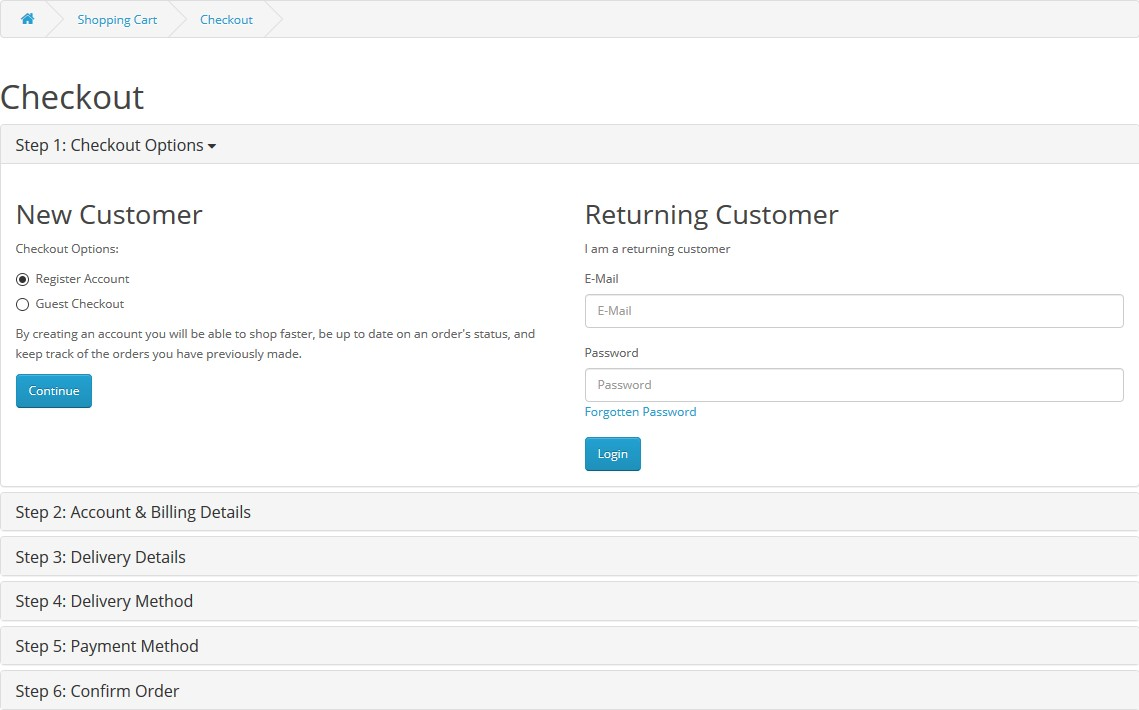 Shopping Cart
Checkout
Checkout
Step 1: Checkout Options
New Customer
Checkout Options:
Register Account
Guest Checkout
By creating an account you will be able to shop faster, be up to date on an order's status, and
keep track of the orders you have previously made.
Continue
Returning Customer
I am a returning customer
E-Mail
E-Mail
Password
Password
Forgotten Password
Login
Step 2: Account & Billing Details
Step 3: Delivery Details
Step 4: Delivery Method
Step 5: Payment Method
Step 6: Confirm Order